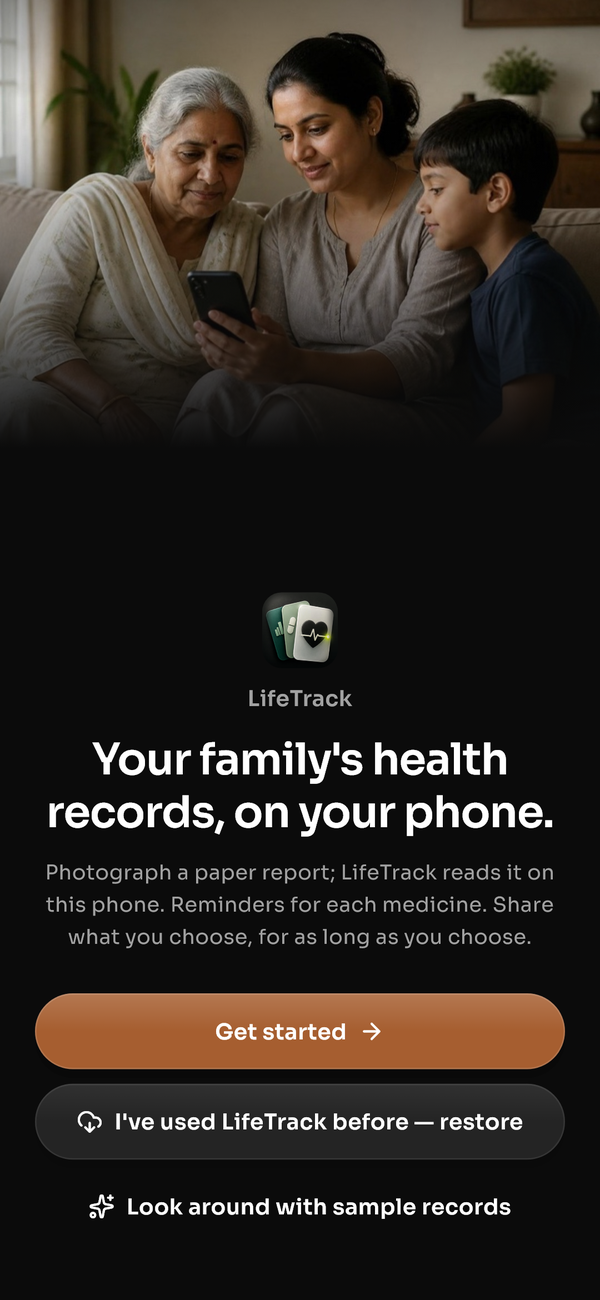 LifeTrack
Your family's health
records, on your phone.
Photograph a paper report; LifeTrack reads it on
this phone. Reminders for each medicine. Share
what you choose, for as long as you choose.
Get started
I've used LifeTrack before — restore
Look around with sample records